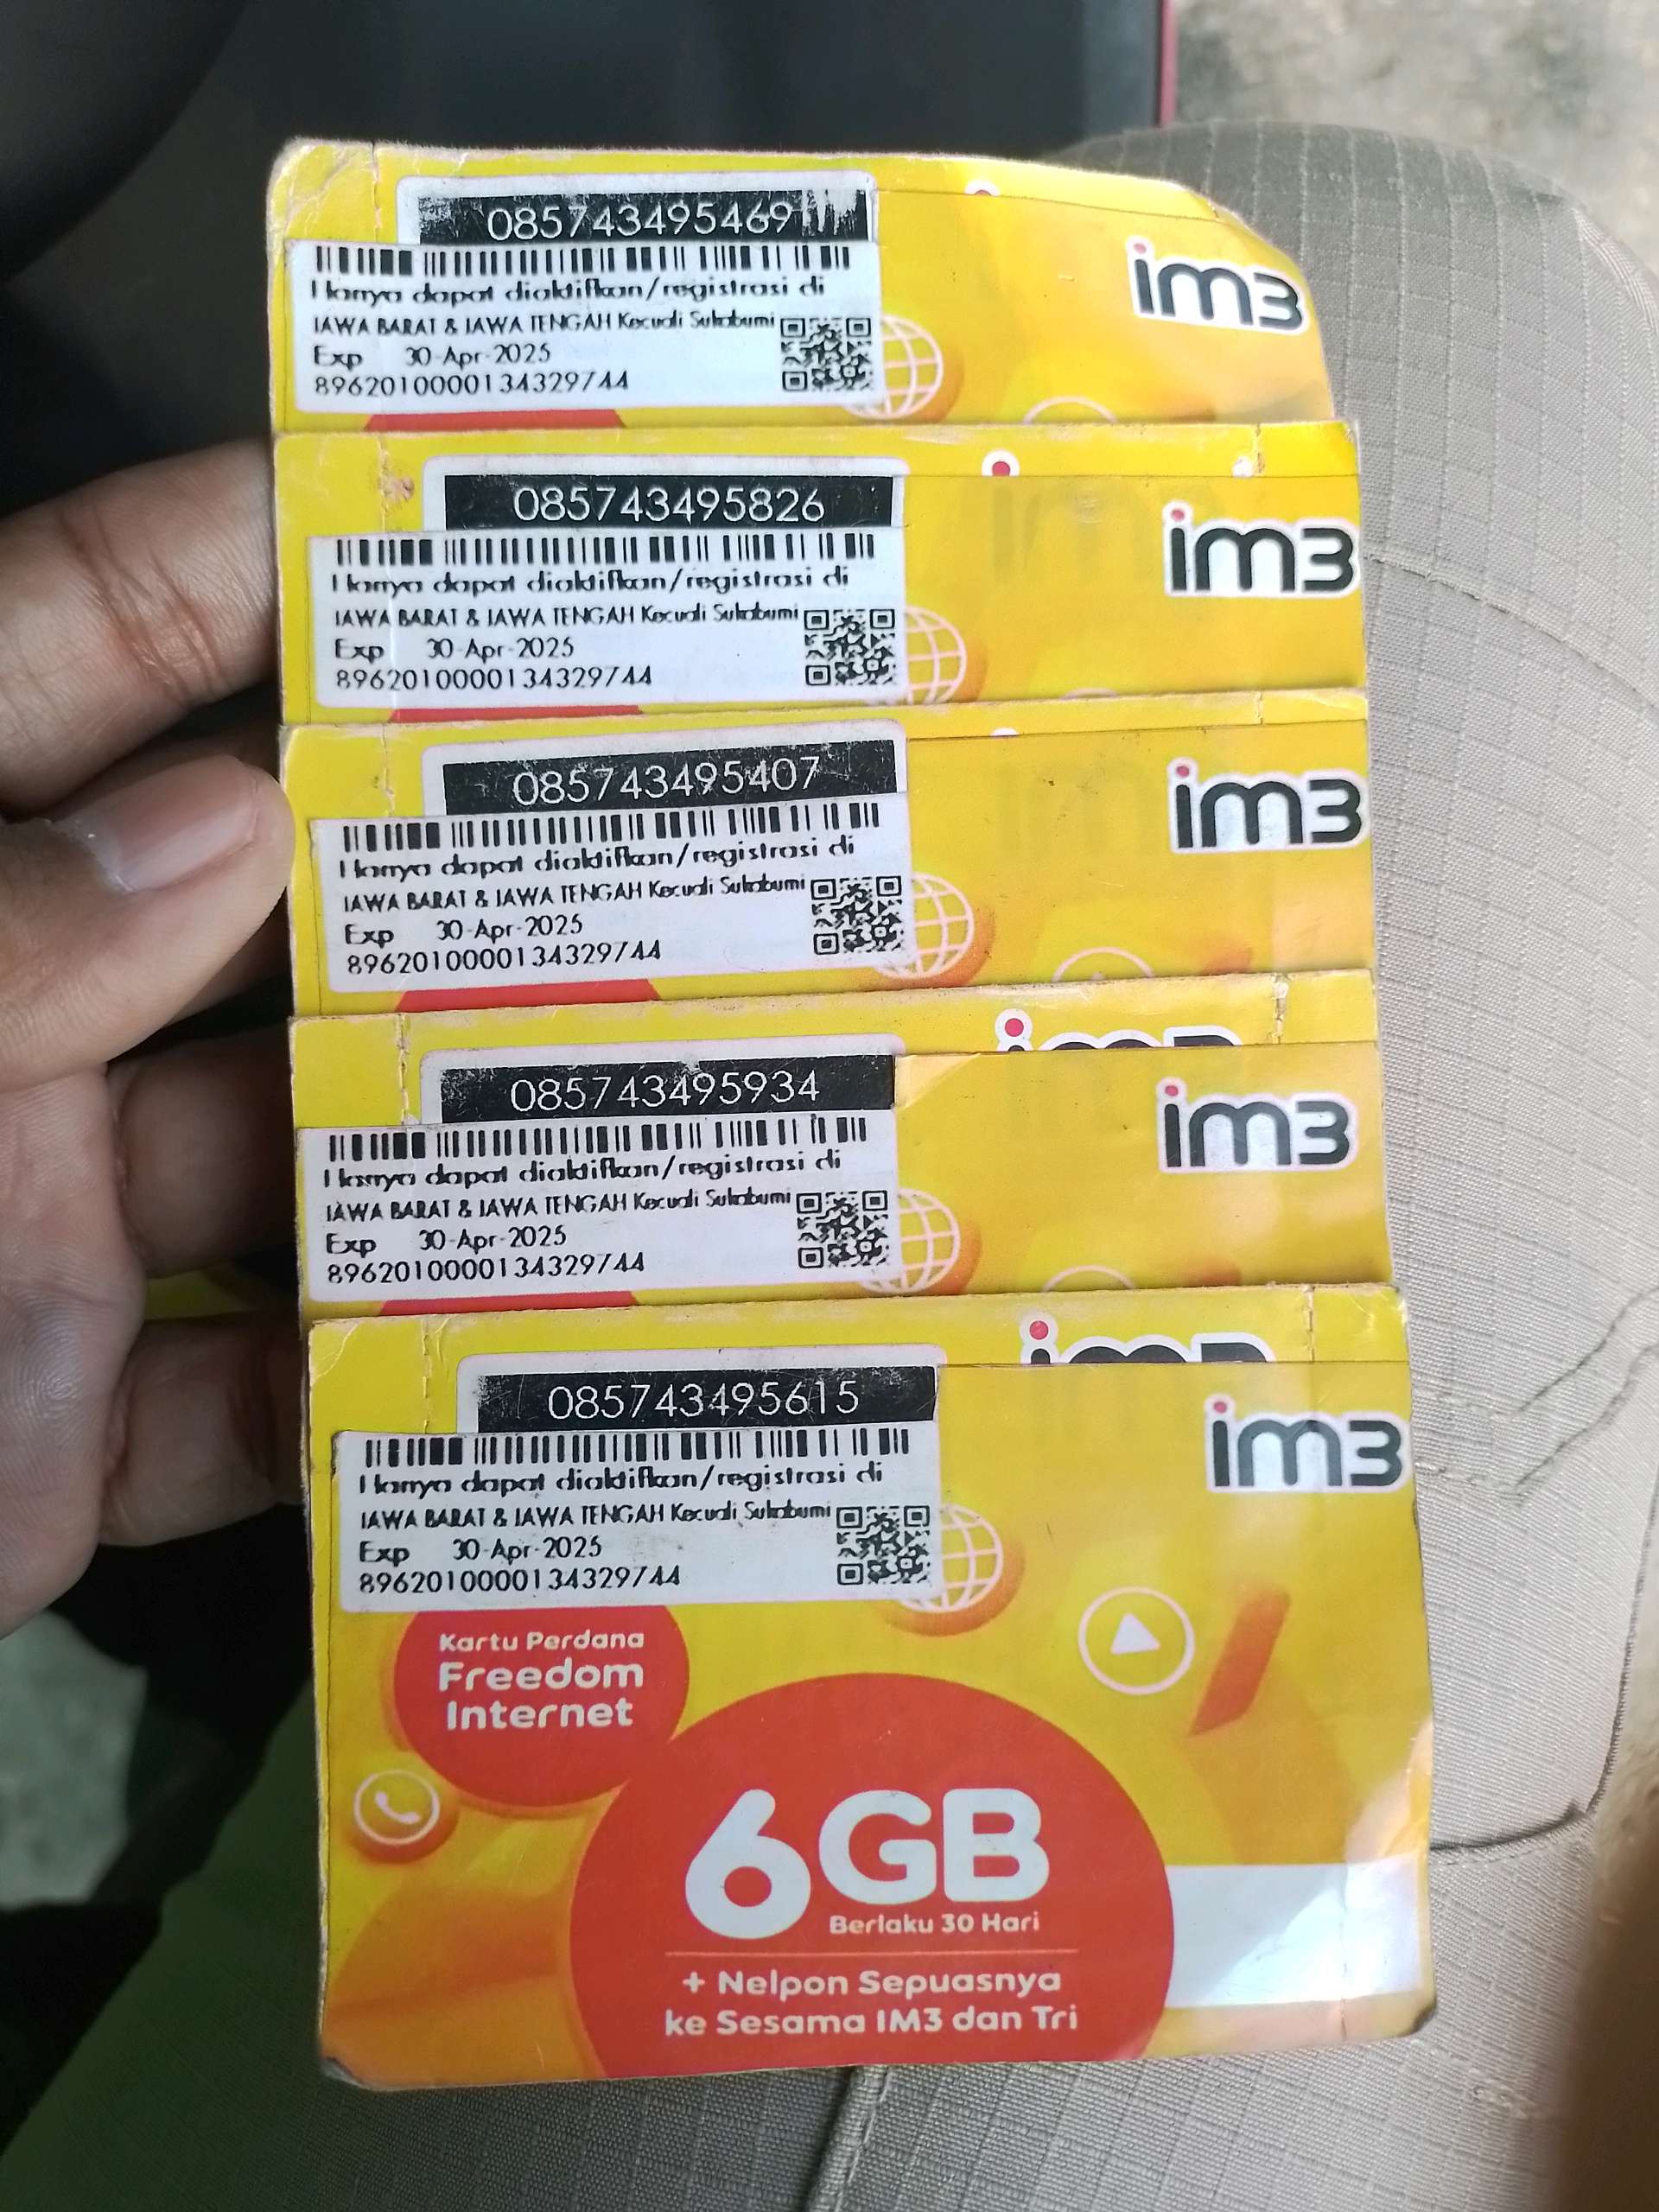 085743495469
Hanya dapat diaktifkan/registrasi di
JAWA BARAT & JAWA TENGAH Kecuali Sukabumi
Exp 30-Apr-2025
8962010000134329744
im3
085743495826
Hanya dapat diaktifkan/registrasi di
JAWA BARAT & JAWA TENGAH Kecuali Sukabumi
Exp 30-Apr-2025
8962010000134329744
im3
085743495407
Hanya dapat diaktifkan/registrasi di
JAWA BARAT & JAWA TENGAH Kecuali Sukabumi
Exp 30-Apr-2025
8962010000134329744
im3
085743495934
Hanya dapat diaktifkan/registrasi di
JAWA BARAT & JAWA TENGAH Kecuali Sukabumi
Exp 30-Apr-2025
8962010000134329744
im3
085743495615
Hanya dapat diaktifkan/registrasi di
JAWA BARAT & JAWA TENGAH Kecuali Sukabumi
Exp 30-Apr-2025
8962010000134329744
im3
Kartu Perdana
Freedom
Internet
6GB
Berlaku 30 Hari
+ Nelpon Sepuasnya
ke Sesama IM3 dan Tri